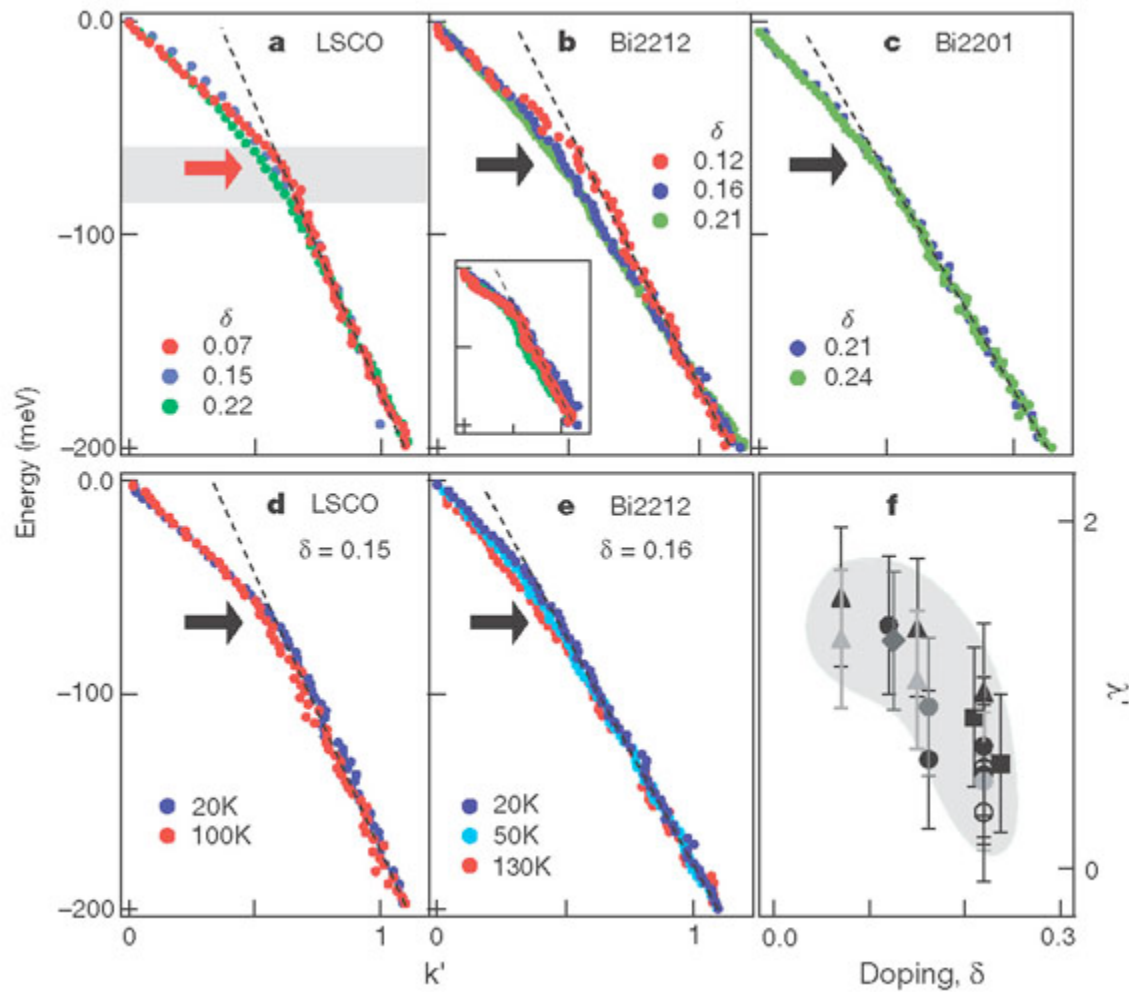 0.0
a LSCO
b Bi2212
c Bi2201
δ
0.12
0.16
0.21
−100
δ
0.07
0.15
0.22
δ
0.21
0.24
−200
Energy (meV)
0.0
d LSCO
δ = 0.15
e Bi2212
δ = 0.16
f
2
−100
λ'
20K
100K
20K
50K
130K
0
−200
0
1
0
1
0.0
0.3
k'
Doping, δ